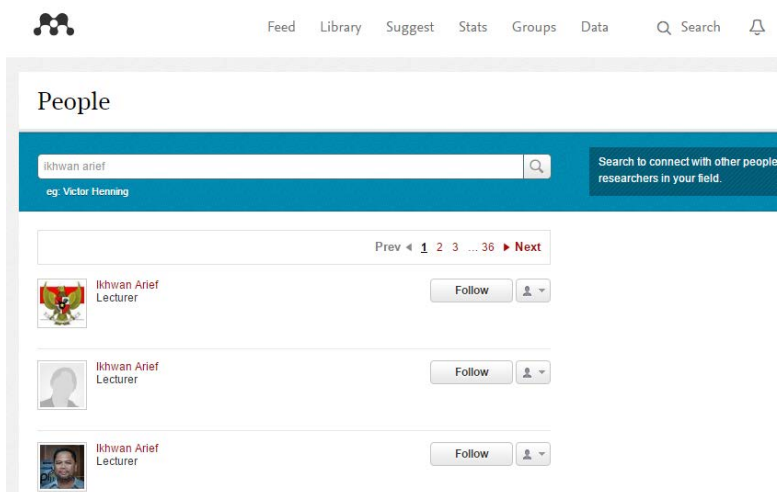 Feed Library Suggest Stats Groups Data Search
People
ikhwan arief
eg: Victor Henning
Search to connect with other people
researchers in your field.
Prev 1 2 3 ... 36 Next
Ikhwan Arief
Lecturer
Follow
Ikhwan Arief
Lecturer
Follow
Ikhwan Arief
Lecturer
Follow